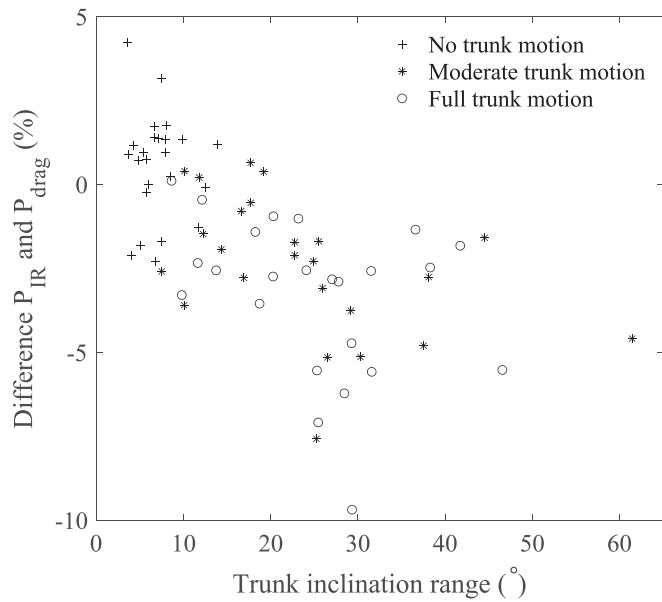 5
0
-5
-10
0 10 20 30 40 50 60
No trunk motion
Moderate trunk motion
Full trunk motion
Difference P_IR and P_drag (%)
Trunk inclination range (°)